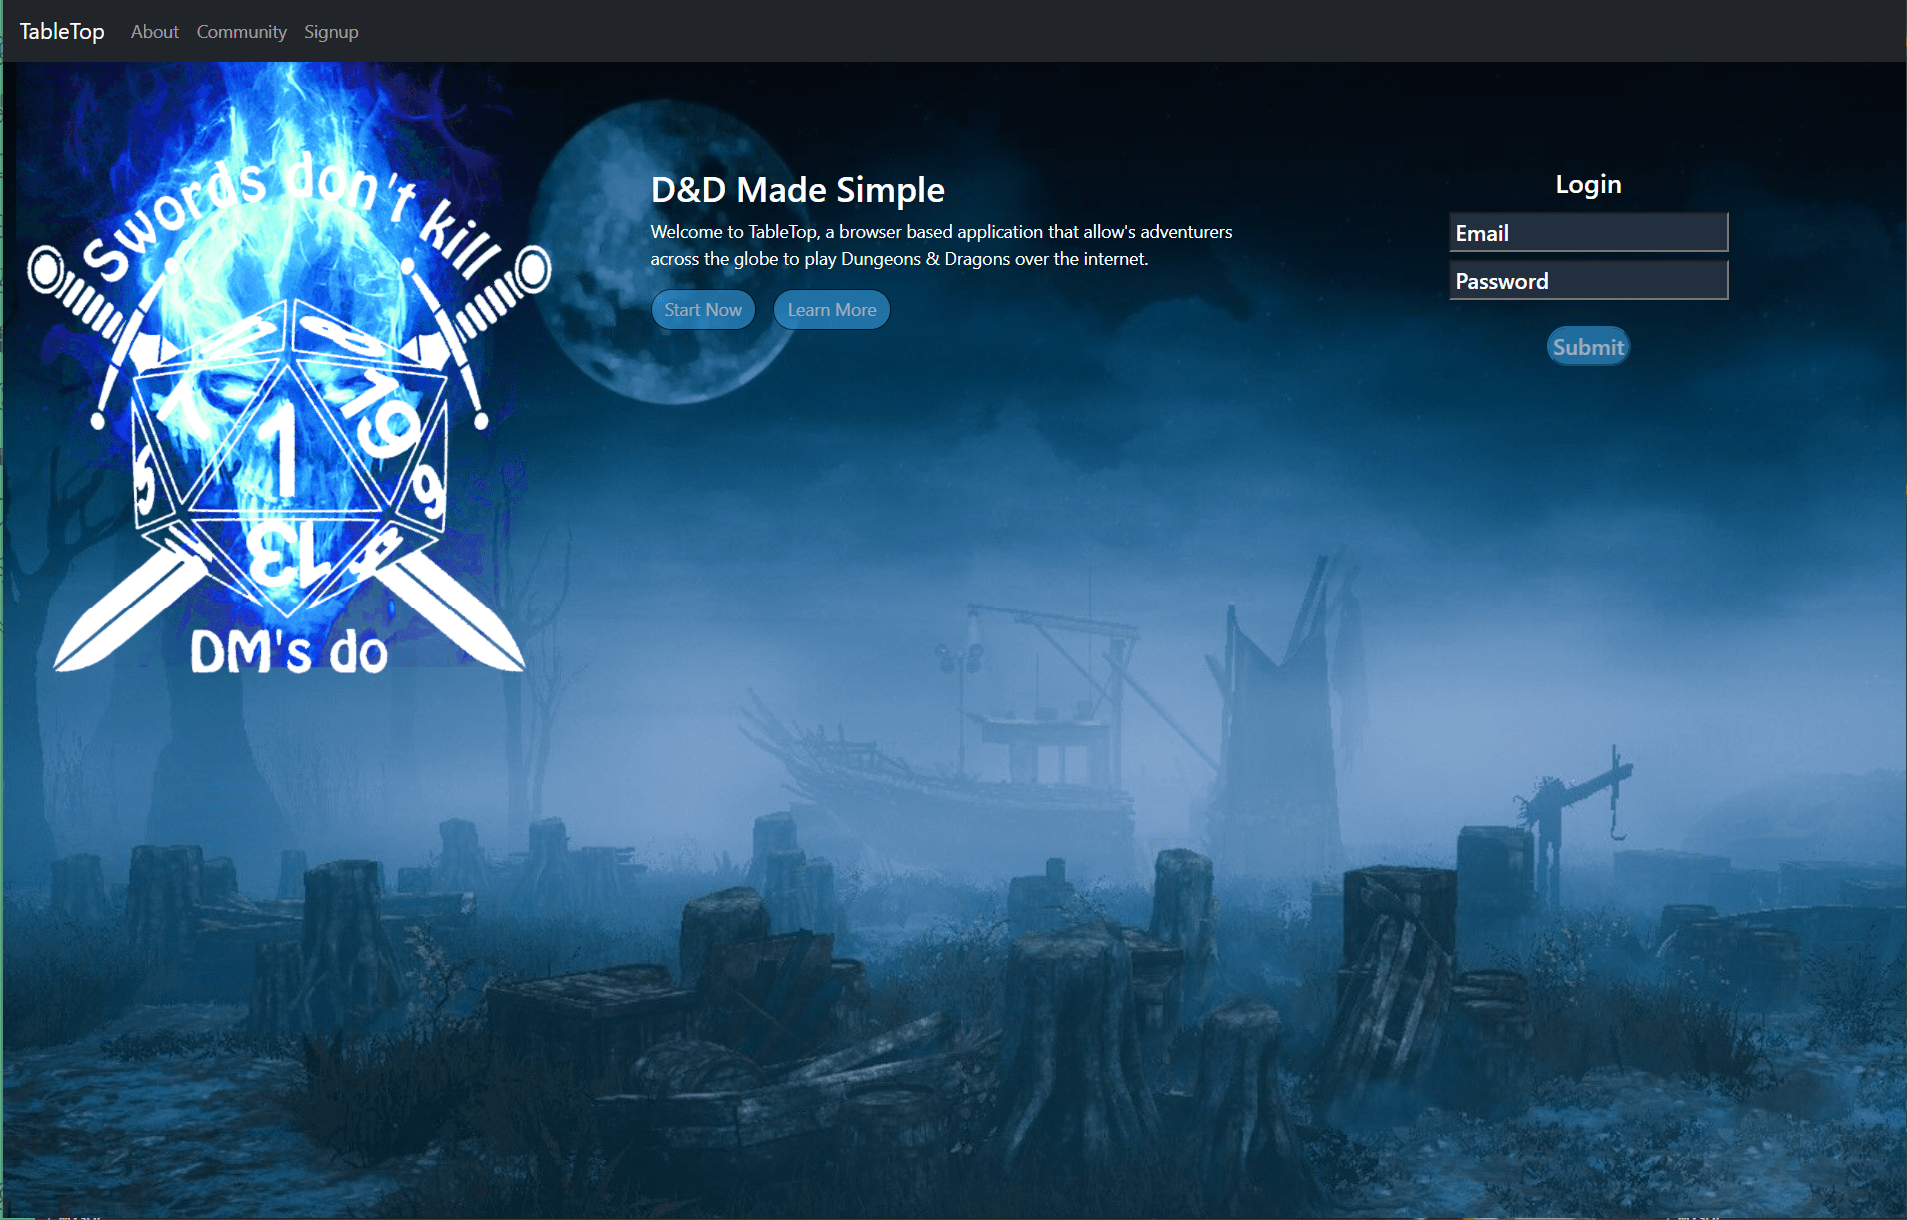 TableTop About Community Signup
Swords don't kill
7 1 19
5 9
13
DM's do
D&D Made Simple
Welcome to TableTop, a browser based application that allow's adventurers
across the globe to play Dungeons & Dragons over the internet.
Start Now Learn More
Login
Email
Password
Submit